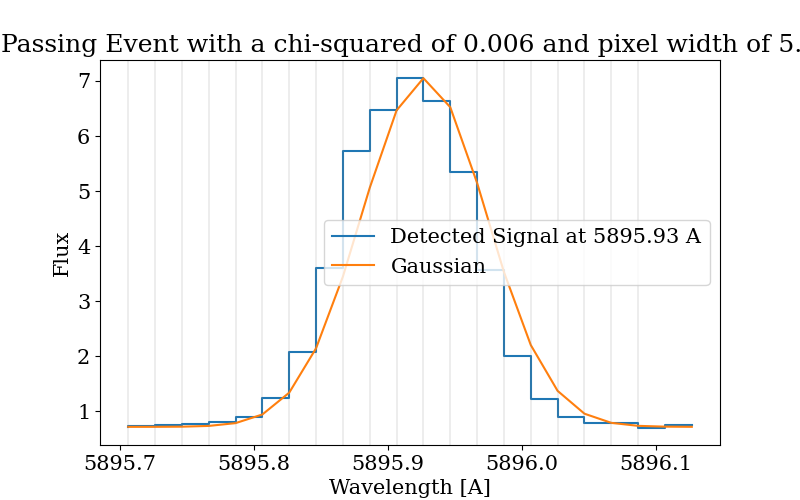 Passing Event with a chi-squared of 0.006 and pixel width of 5.
7
6
5
4
3
2
1
Flux
Detected Signal at 5895.93 A
Gaussian
5895.7 5895.8 5895.9 5896.0 5896.1
Wavelength [A]